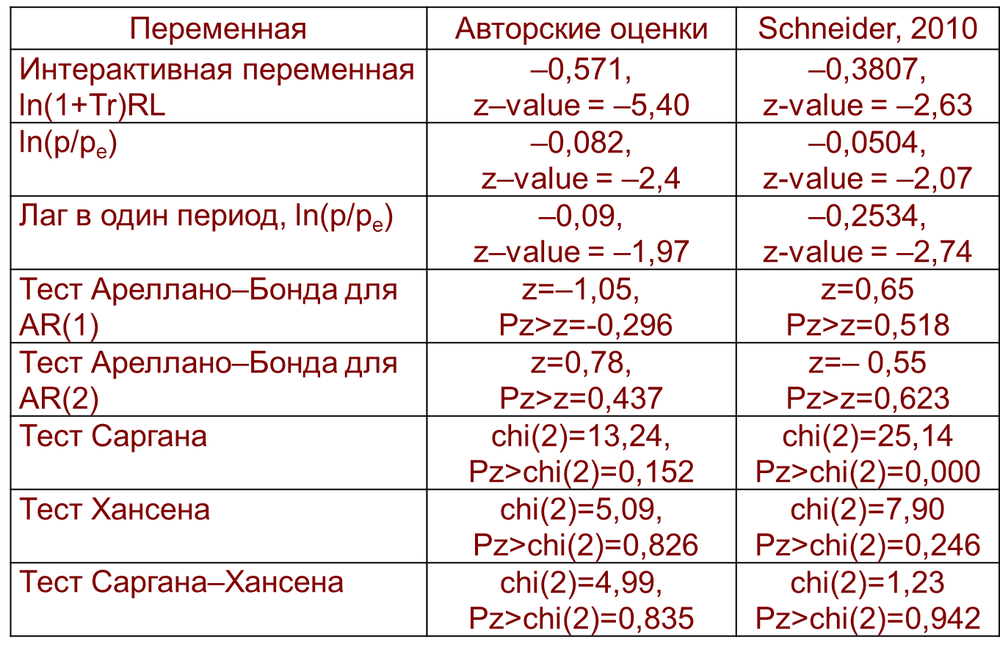 Переменная
Авторские оценки
Schneider, 2010
Интерактивная переменная
ln(1+Tr)RL
–0,571,
z–value = –5,40
–0,3807,
z-value = –2,63
ln(p/pe)
–0,082,
z–value = –2,4
–0,0504,
z-value = –2,07
Лаг в один период, ln(p/pe)
–0,09,
z–value = –1,97
–0,2534,
z-value = –2,74
Тест Ареллано–Бонда для
AR(1)
z=–1,05,
Pz>z=-0,296
z=0,65
Pz>z=0,518
Тест Ареллано–Бонда для
AR(2)
z=0,78,
Pz>z=0,437
z=– 0,55
Pz>z=0,623
Тест Саргана
chi(2)=13,24,
Pz>chi(2)=0,152
chi(2)=25,14
Pz>chi(2)=0,000
Тест Хансена
chi(2)=5,09,
Pz>chi(2)=0,826
chi(2)=7,90
Pz>chi(2)=0,246
Тест Саргана–Хансена
chi(2)=4,99,
Pz>chi(2)=0,835
chi(2)=1,23
Pz>chi(2)=0,942